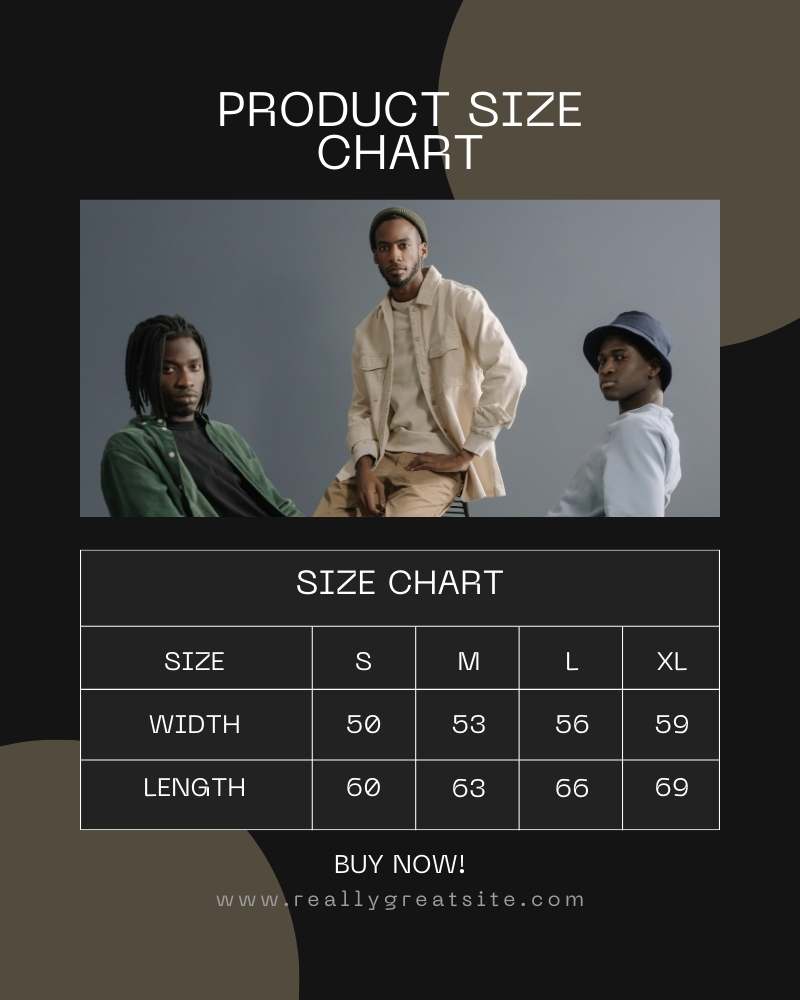 PRODUCT SIZE
CHART
SIZE CHART
SIZE S M L XL
WIDTH 50 53 56 59
LENGTH 60 63 66 69
BUY NOW!
www.reallygreatsite.com